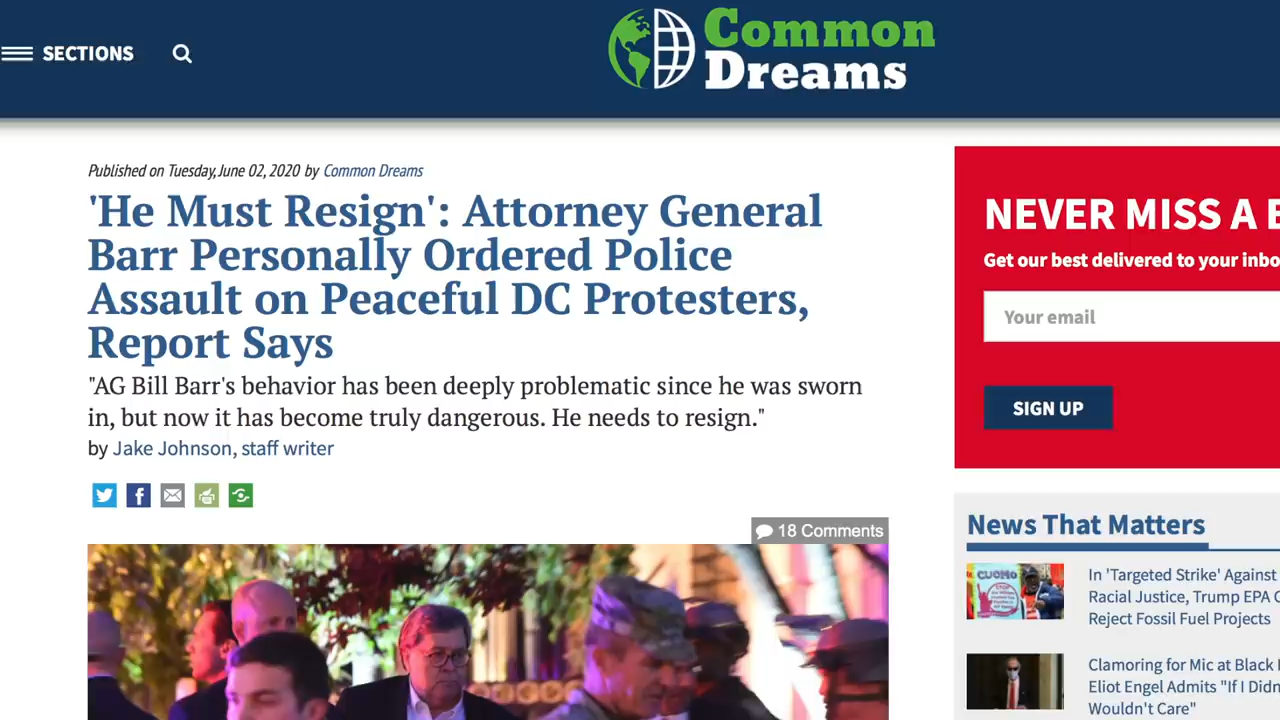 SECTIONS
Common
Dreams
Published on Tuesday, June 02, 2020 by Common Dreams
'He Must Resign': Attorney General
Barr Personally Ordered Police
Assault on Peaceful DC Protesters,
Report Says
"AG Bill Barr's behavior has been deeply problematic since he was sworn
in, but now it has become truly dangerous. He needs to resign."
by Jake Johnson, staff writer
18 Comments
NEVER MISS A
Get our best delivered to your inbo
Your email
SIGN UP
News That Matters
CUOMO
STOP
In 'Targeted Strike' Against
Racial Justice, Trump EPA
Reject Fossil Fuel Projects
Clamoring for Mic at Black
Eliot Engel Admits "If I Didn
Wouldn't Care"